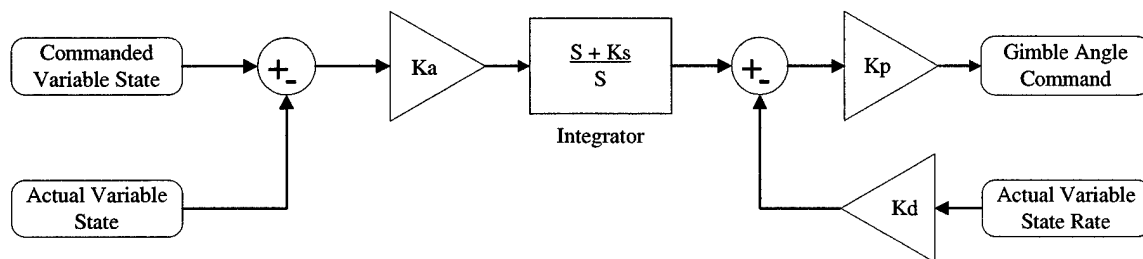 Commanded
Variable State
+
-
Ka
S + Ks
S
Integrator
+
-
Kp
Gimble Angle
Command
Actual Variable
State
Kd
Actual Variable
State Rate